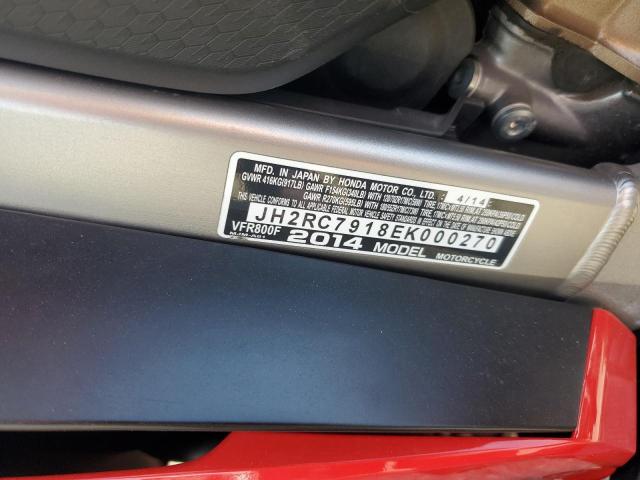 MFD. IN JAPAN BY HONDA MOTOR CO., LTD. 4/14
GVWR 416KG(917LB) GAWR F154KG(340LB) WITH
GAWR R270KG(595LB) WITH
THIS VEHICLE CONFORMS TO ALL APPLICABLE FEDERAL MOTOR VEHICLE SAFETY STANDARDS
JH2RC7918EK000270
VFR800F 2014 MODEL MOTORCYCLE